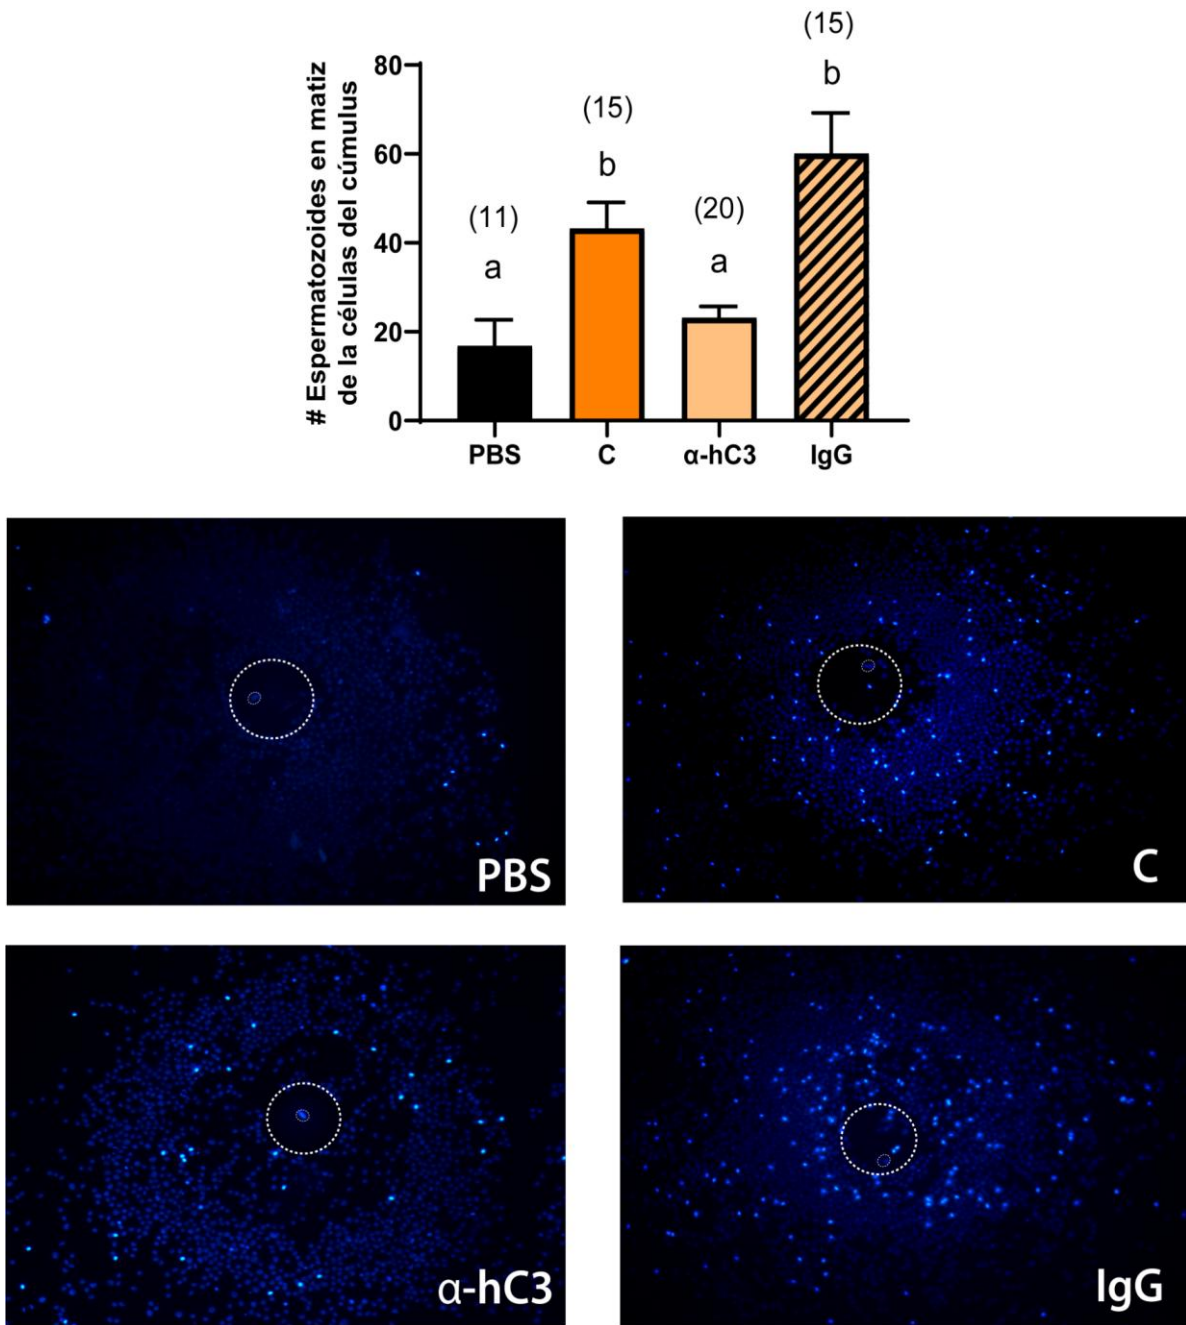 (15)
80
b
(15)
60
b
(20)
(11)
40
a
a
20
0
# Espermatozoides en matiz
de la células del cúmulus
PBS C α-hC3 IgG
PBS
C
α-hC3
IgG